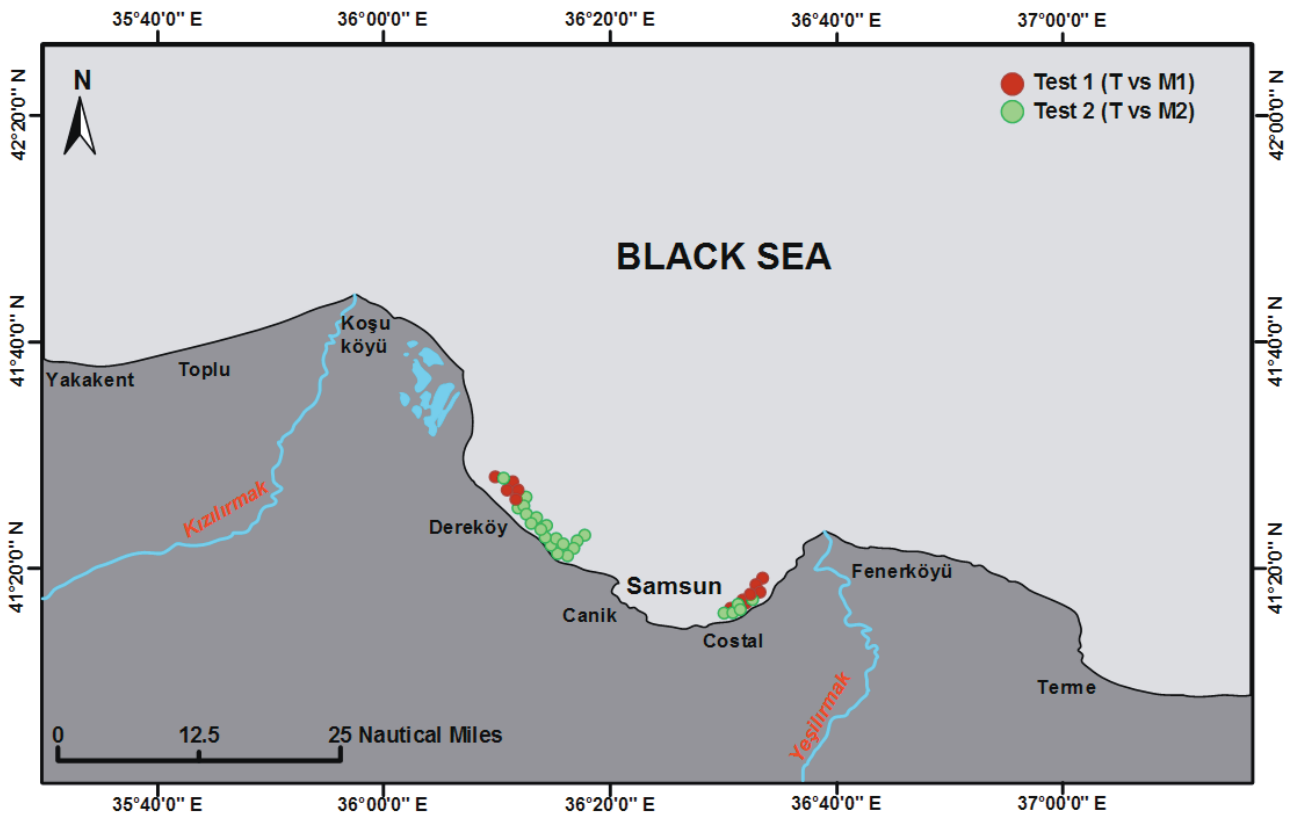 35°40'0'' E
36°00'0'' E
36°20'0'' E
36°40'0'' E
37°00'0'' E
N
Test 1 (T vs M1)
Test 2 (T vs M2)
42°20'0'' N
42°00'0'' N
BLACK SEA
41°40'0'' N
41°40'0'' N
Koşu
köyü
Toplu
Yakakent
Kızılırmak
Dereköy
41°20'0'' N
41°20'0'' N
Fenerköyü
Samsun
Canik
Costal
Terme
Yeşilırmak
0
12.5
25 Nautical Miles
35°40'0'' E
36°00'0'' E
36°20'0'' E
36°40'0'' E
37°00'0'' E